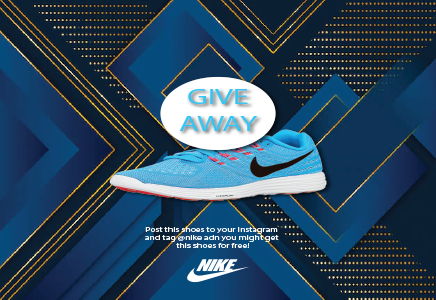 GIVE
AWAY
Post this shoes to your Instagram
and tag @nike adn you might get
this shoes for free!
NIKE